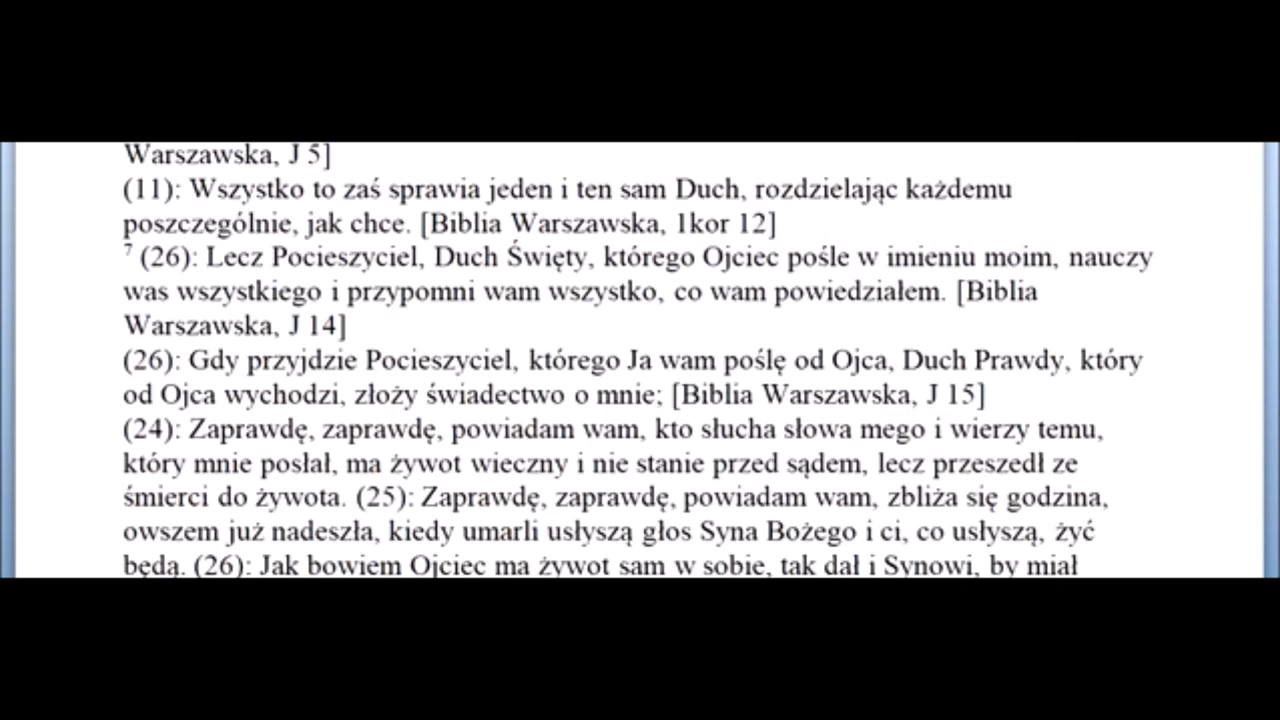 Warszawska, J 5]
(11): Wszystko to zaś sprawia jeden i ten sam Duch, rozdzielając każdemu
poszczególnie, jak chce. [Biblia Warszawska, 1kor 12]
7 (26): Lecz Pocieszyciel, Duch Święty, którego Ojciec pośle w imieniu moim, nauczy
was wszystkiego i przypomni wam wszystko, co wam powiedziałem. [Biblia
Warszawska, J 14]
(26): Gdy przyjdzie Pocieszyciel, którego Ja wam poślę od Ojca, Duch Prawdy, który
od Ojca wychodzi, złoży świadectwo o mnie; [Biblia Warszawska, J 15]
(24): Zaprawdę, zaprawdę, powiadam wam, kto słucha słowa mego i wierzy temu,
który mnie posłał, ma żywot wieczny i nie stanie przed sądem, lecz przeszedł ze
śmierci do żywota. (25): Zaprawdę, zaprawdę, powiadam wam, zbliża się godzina,
owszem już nadeszła, kiedy umarli usłyszą głos Syna Bożego i ci, co usłyszą, żyć
będą. (26): Jak bowiem Ojciec ma żywot sam w sobie, tak dał i Synowi, by miał